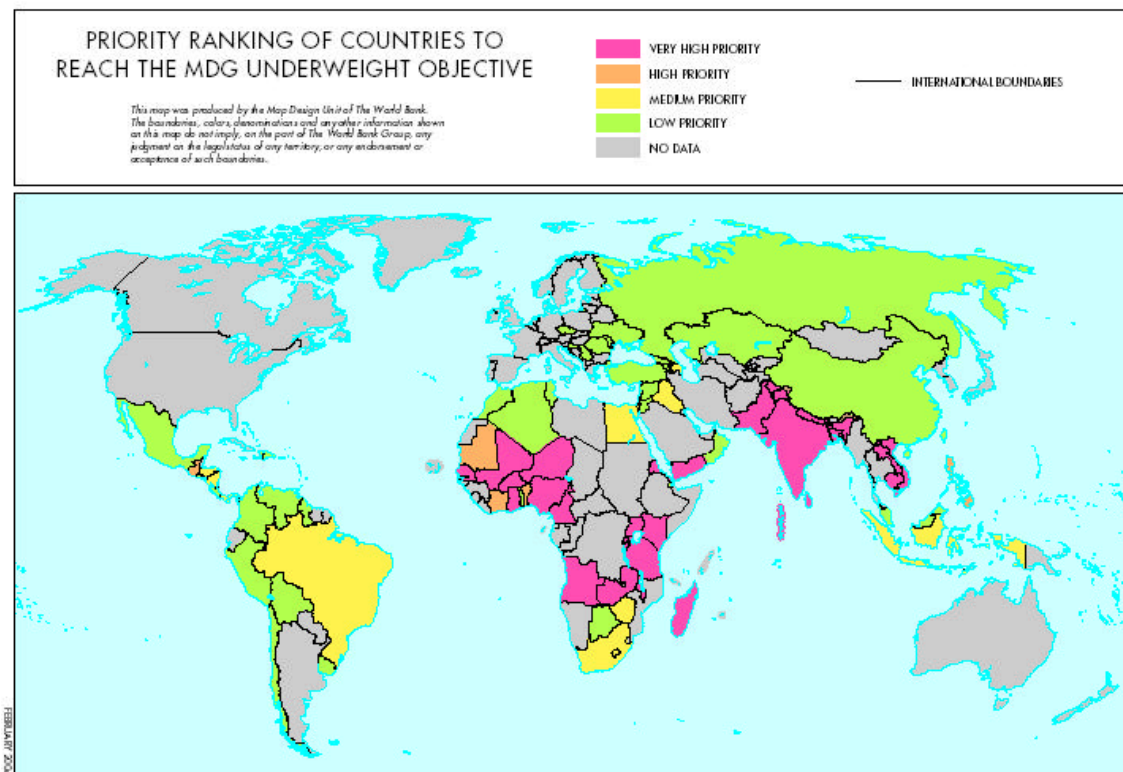 PRIORITY RANKING OF COUNTRIES TO
REACH THE MDG UNDERWEIGHT OBJECTIVE
This map was produced by the Map Design Unit of The World Bank.
The boundaries, colors, denominations and any other information shown
on this map do not imply, on the part of The World Bank Group, any
judgment on the legal status of any territory, or any endorsement or
acceptance of such boundaries.
VERY HIGH PRIORITY
HIGH PRIORITY
MEDIUM PRIORITY
LOW PRIORITY
NO DATA
INTERNATIONAL BOUNDARIES
FEBRUARY